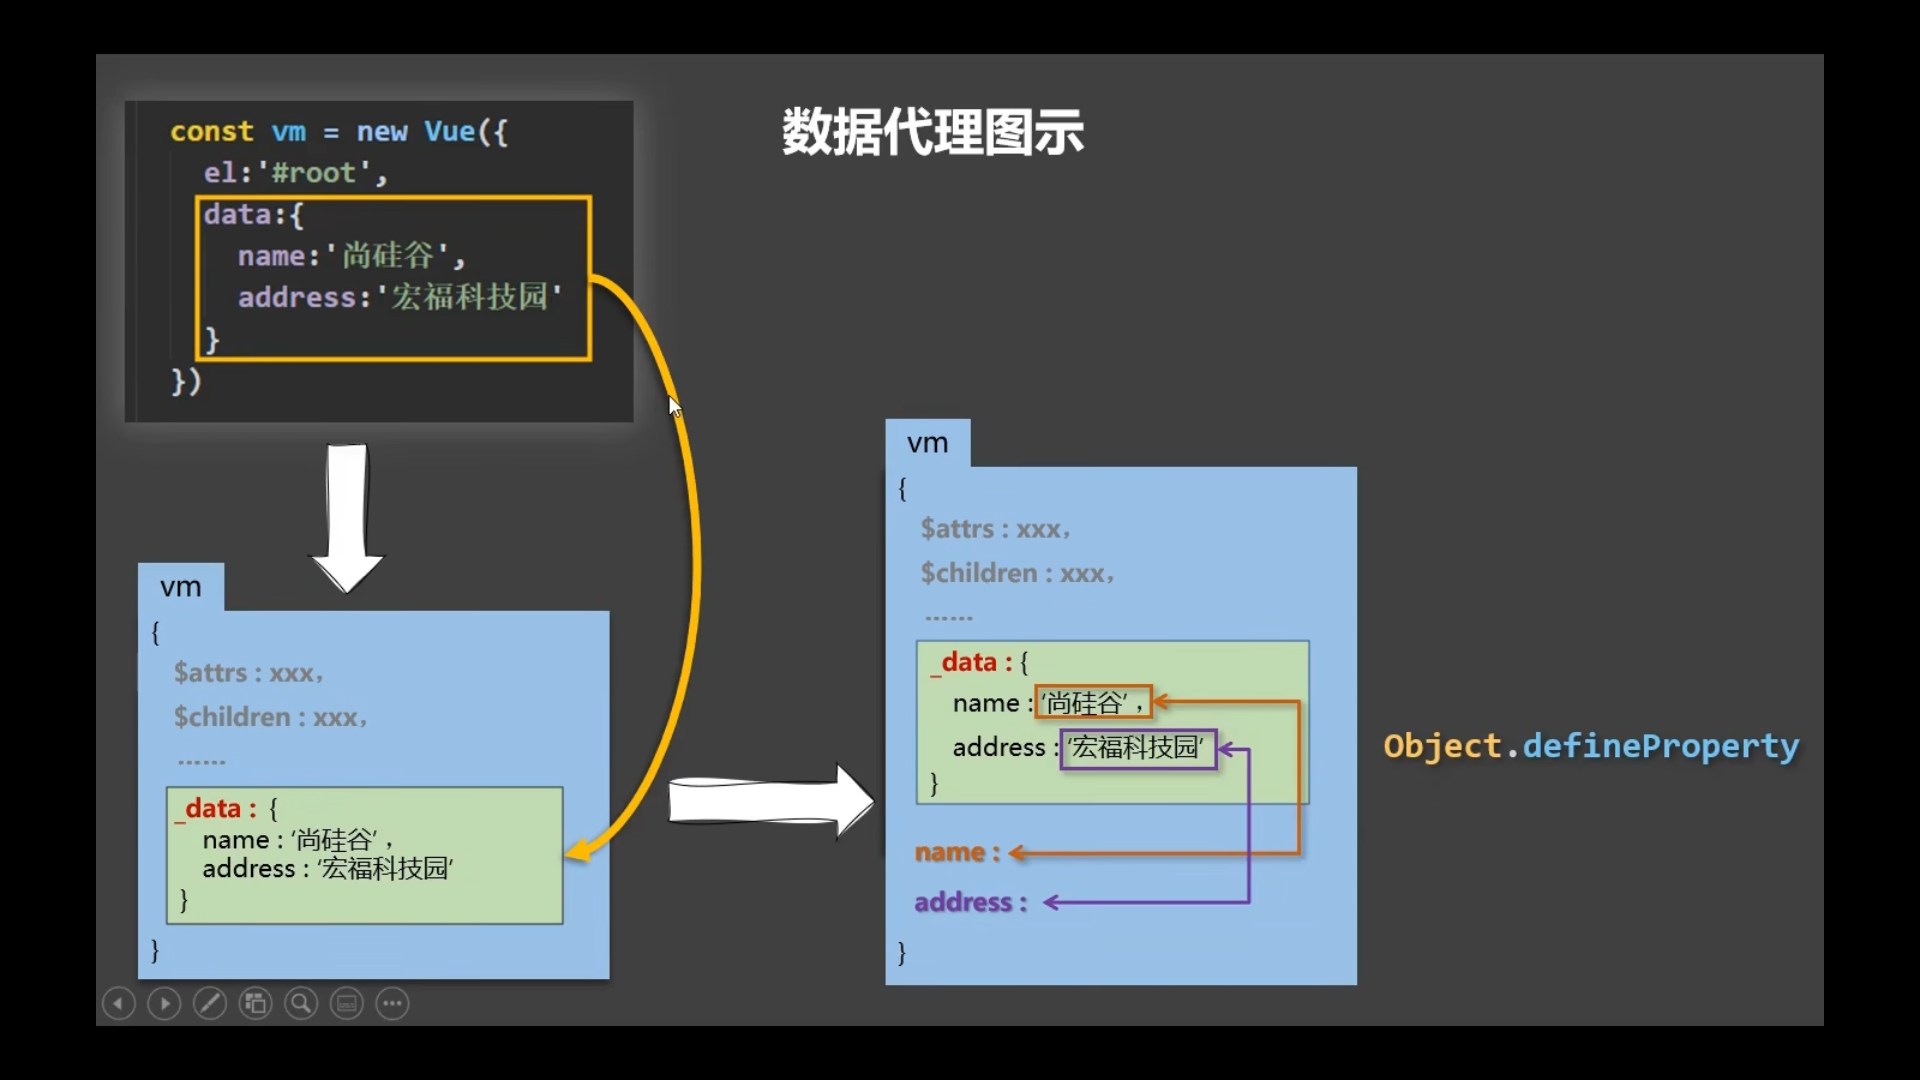 数据代理图示
const vm = new Vue({
el:'#root',
data:{
name:'尚硅谷',
address:'宏福科技园'
}
})
vm
{
$attrs : xxx，
$children : xxx，
......
_data : {
name : ‘尚硅谷’，
address : ‘宏福科技园’
}
}
vm
{
$attrs : xxx，
$children : xxx，
......
_data : {
name : ‘尚硅谷’，
address : ‘宏福科技园’
}
name :
address :
}
Object.defineProperty